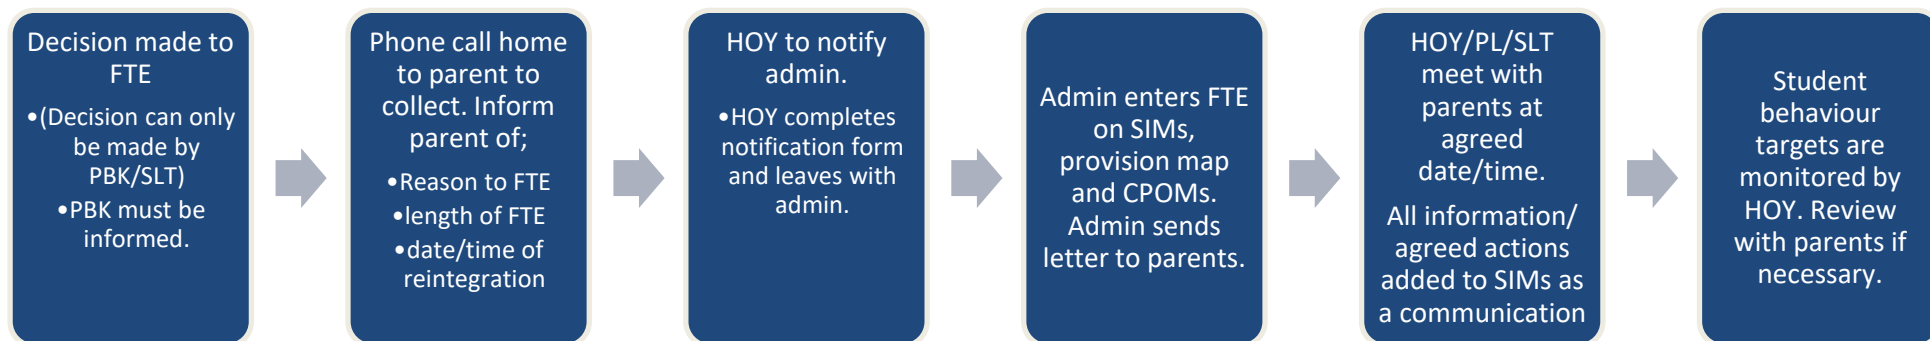 Decision made to
FTE
•(Decision can only
be made by
PBK/SLT)
•PBK must be
informed.
Phone call home
to parent to
collect. Inform
parent of;
•Reason to FTE
•length of FTE
•date/time of
reintegration
HOY to notify
admin.
•HOY completes
notification form
and leaves with
admin.
Admin enters FTE
on SIMs,
provision map
and CPOMs.
Admin sends
letter to parents.
HOY/PL/SLT
meet with
parents at
agreed
date/time.
All information/
agreed actions
added to SIMs as
a communication
Student
behaviour
targets are
monitored by
HOY. Review
with parents if
necessary.